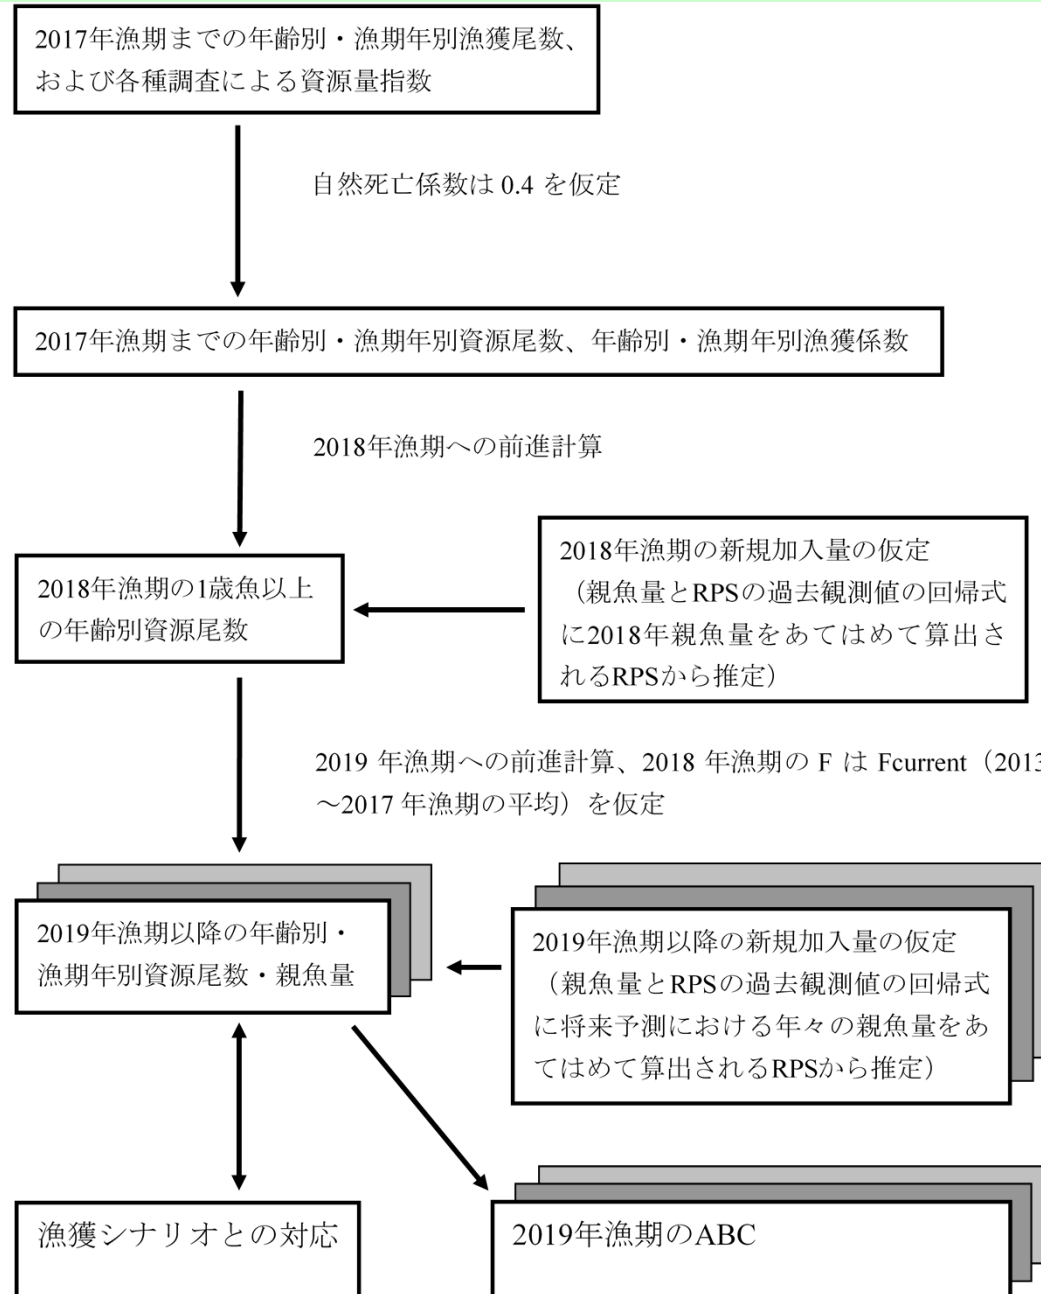 2017年漁期までの年齢別・漁期年別漁獲尾数、
および各種調査による資源量指数
自然死亡係数は 0.4 を仮定
2017年漁期までの年齢別・漁期年別資源尾数、年齢別・漁期年別漁獲係数
2018年漁期への前進計算
2018年漁期の1歳魚以上
の年齢別資源尾数
2018年漁期の新規加入量の仮定
（親魚量とRPSの過去観測値の回帰式
に2018年親魚量をあてはめて算出さ
れるRPSから推定）
2019 年漁期への前進計算、2018 年漁期の F は Fcurrent（2013
～2017 年漁期の平均）を仮定
2019年漁期以降の年齢別・
漁期年別資源尾数・親魚量
2019年漁期以降の新規加入量の仮定
（親魚量とRPSの過去観測値の回帰式
に将来予測における年々の親魚量をあ
てはめて算出されるRPSから推定）
漁獲シナリオとの対応
2019年漁期のABC